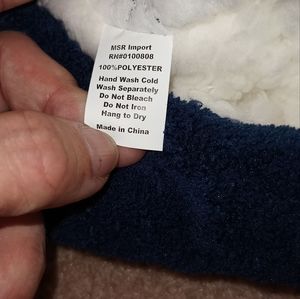 MSR Import
RH#0100808
100%POLYESTER
Hand Wash Cold
Wash Separately
Do Not Bleach
Do Not Iron
Hang to Dry
Made in China